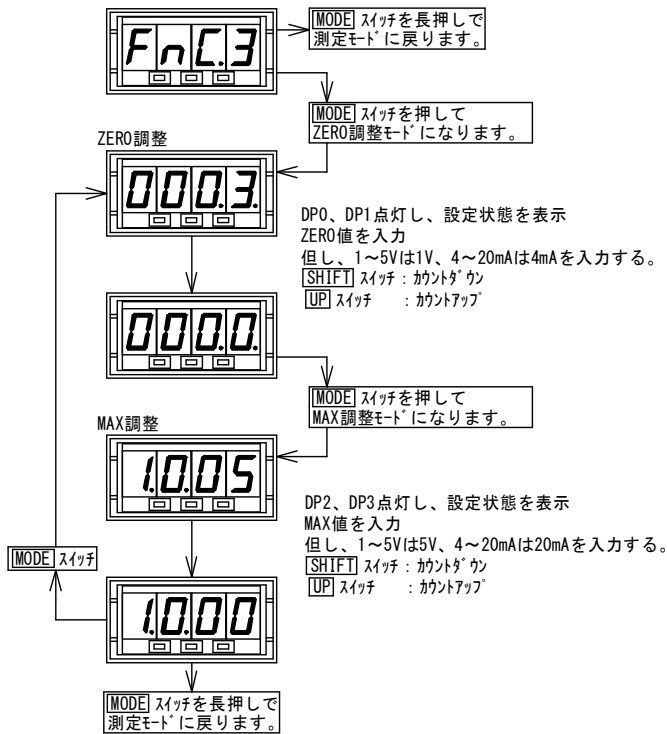 FnC.3
MODE スイッチを長押しで
測定モードに戻ります。
MODE スイッチを押して
ZERO調整モードになります。
ZERO調整
000.3.
DP0、DP1点灯し、設定状態を表示
ZERO値を入力
但し、1～5Vは1V、4～20mAは4mAを入力する。
SHIFT スイッチ：カウントダウン
UP スイッチ　：カウントアップ
000.0.
MODE スイッチを押して
MAX調整モードになります。
MAX調整
1.0.05
DP2、DP3点灯し、設定状態を表示
MAX値を入力
但し、1～5Vは5V、4～20mAは20mAを入力する。
SHIFT スイッチ：カウントダウン
UP スイッチ　：カウントアップ
MODE スイッチ
1.0.00
MODE スイッチを長押しで
測定モードに戻ります。